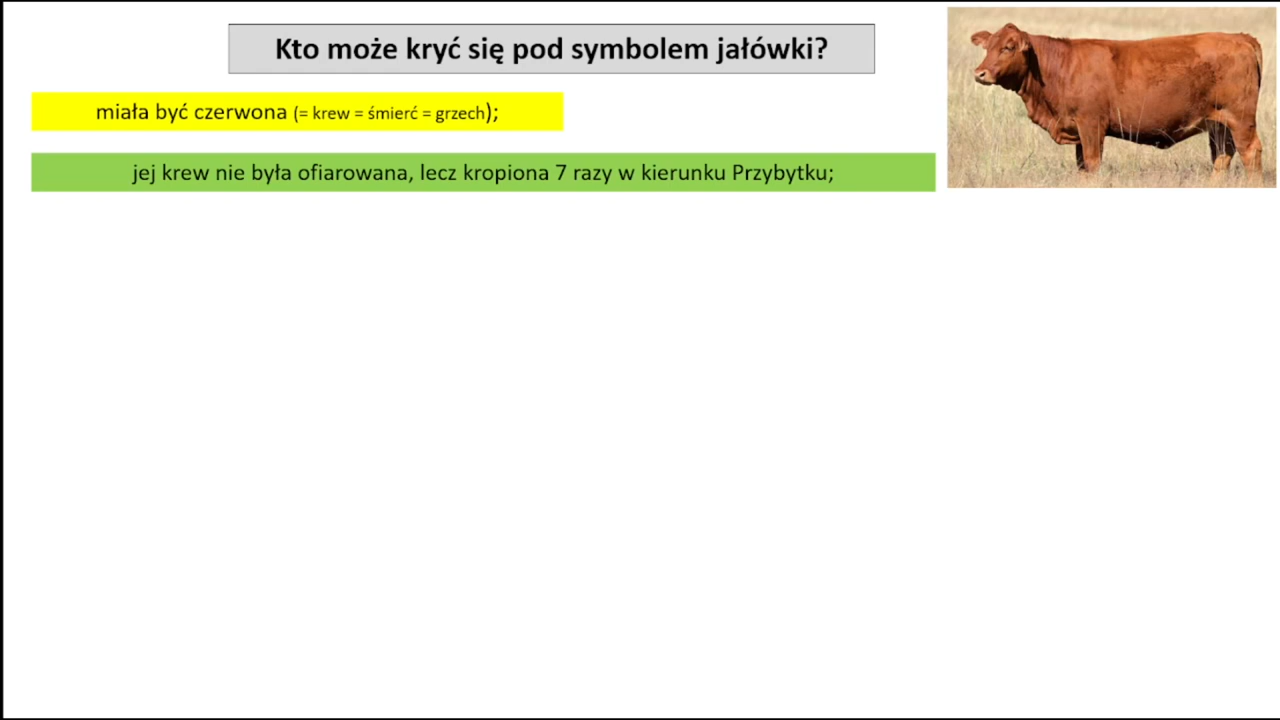 Kto może kryć się pod symbolem jałówki?
miała być czerwona (= krew = śmierć = grzech);
jej krew nie była ofiarowana, lecz kropiona 7 razy w kierunku Przybytku;